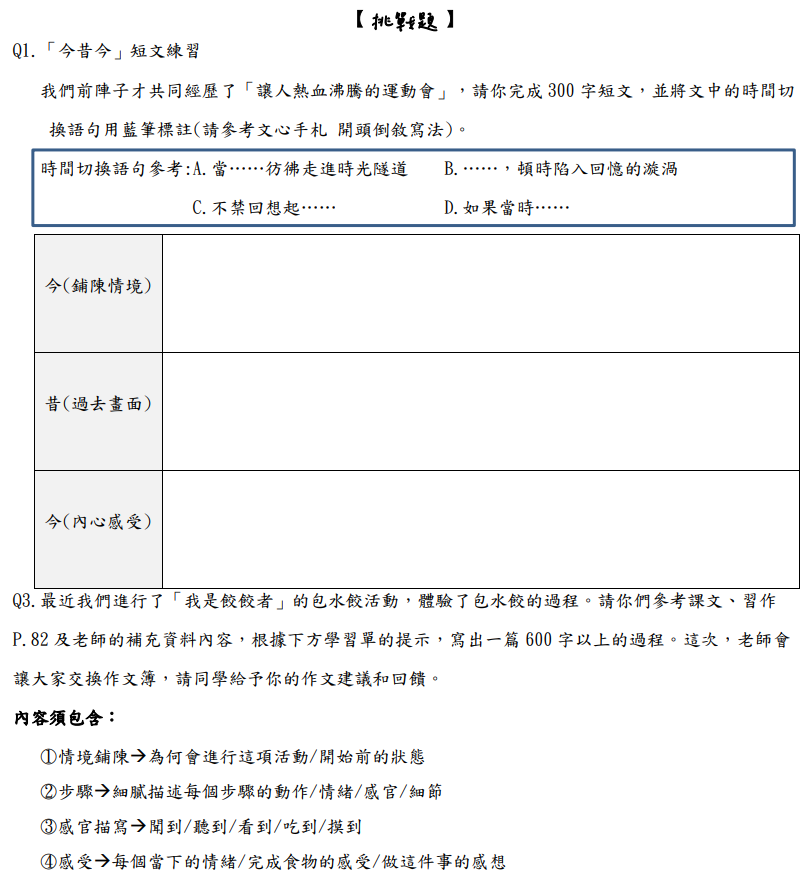 【挑戰題】
Q1.「今昔今」短文練習
我們前陣子才共同經歷了「讓人熱血沸騰的運動會」，請你完成 300 字短文，並將文中的時間切
換語句用藍筆標註(請參考文心手札 開頭倒敘寫法)。
時間切換語句參考:A.當……彷彿走進時光隧道 B.……，頓時陷入回憶的漩渦
C.不禁回想起…… D.如果當時……
今(鋪陳情境)
昔(過去畫面)
今(內心感受)
Q3.最近我們進行了「我是餃餃者」的包水餃活動，體驗了包水餃的過程。請你們參考課文、習作
P.82 及老師的補充資料內容，根據下方學習單的提示，寫出一篇 600 字以上的過程。這次，老師會
讓大家交換作文簿，請同學給予你的作文建議和回饋。
內容須包含：
①情境鋪陳→為何會進行這項活動/開始前的狀態
②步驟→細膩描述每個步驟的動作/情緒/感官/細節
③感官描寫→聞到/聽到/看到/吃到/摸到
④感受→每個當下的情緒/完成食物的感受/做這件事的感想